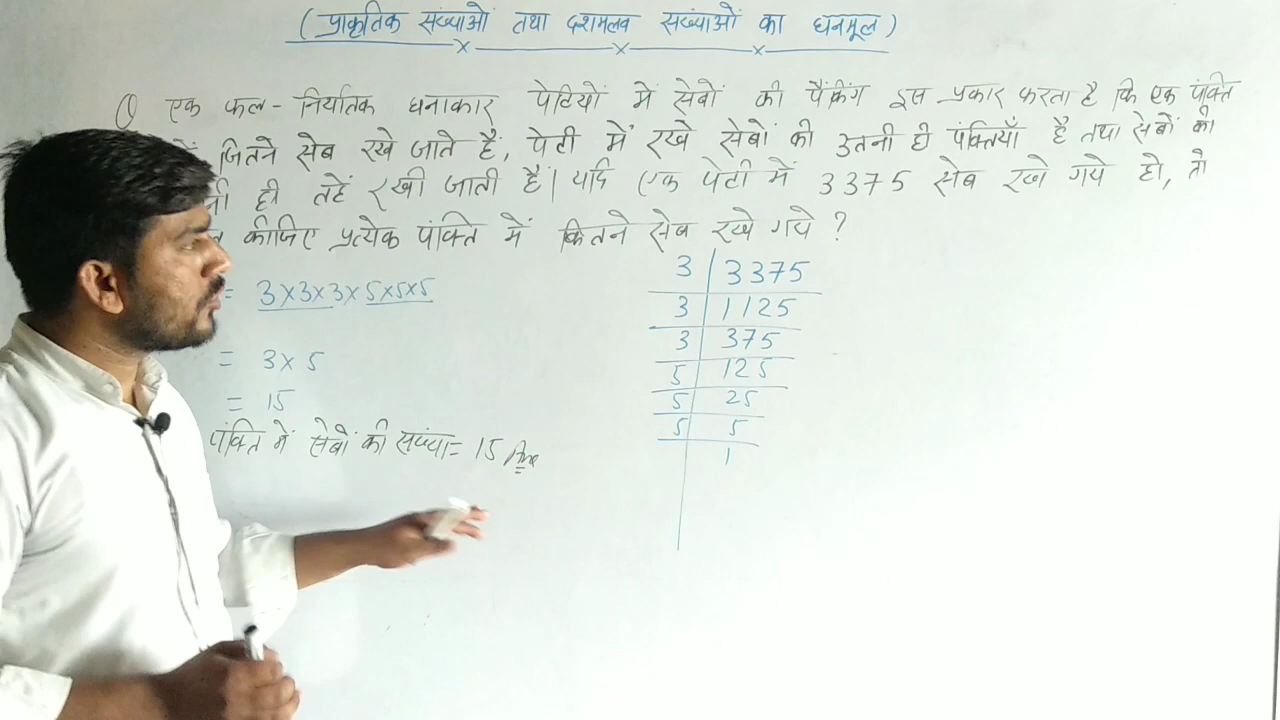 (प्राकृतिक संख्याओं तथा दशमलव संख्याओं का घनमूल)
Q एक फल-निर्यातक घनाकार पेटियों में सेबों की पैकिंग इस प्रकार करता है कि एक पंक्ति
जितने सेब रखे जाते हैं, पेटी में रखे सेबों की उतनी ही पंक्तियाँ है तथा सेबों की
ही तहें रखी जाती हैं। यदि एक पेटी में 3375 सेब रखे गये हो, तो
कीजिए प्रत्येक पंक्ति में कितने सेब रखे गये ?
= 3×3×3×5×5×5
= 3×5
= 15
पंक्ति में सेबों की संख्या = 15 Ans
3 | 3375
3 | 1125
3 | 375
5 | 125
5 | 25
5 | 5
| 1